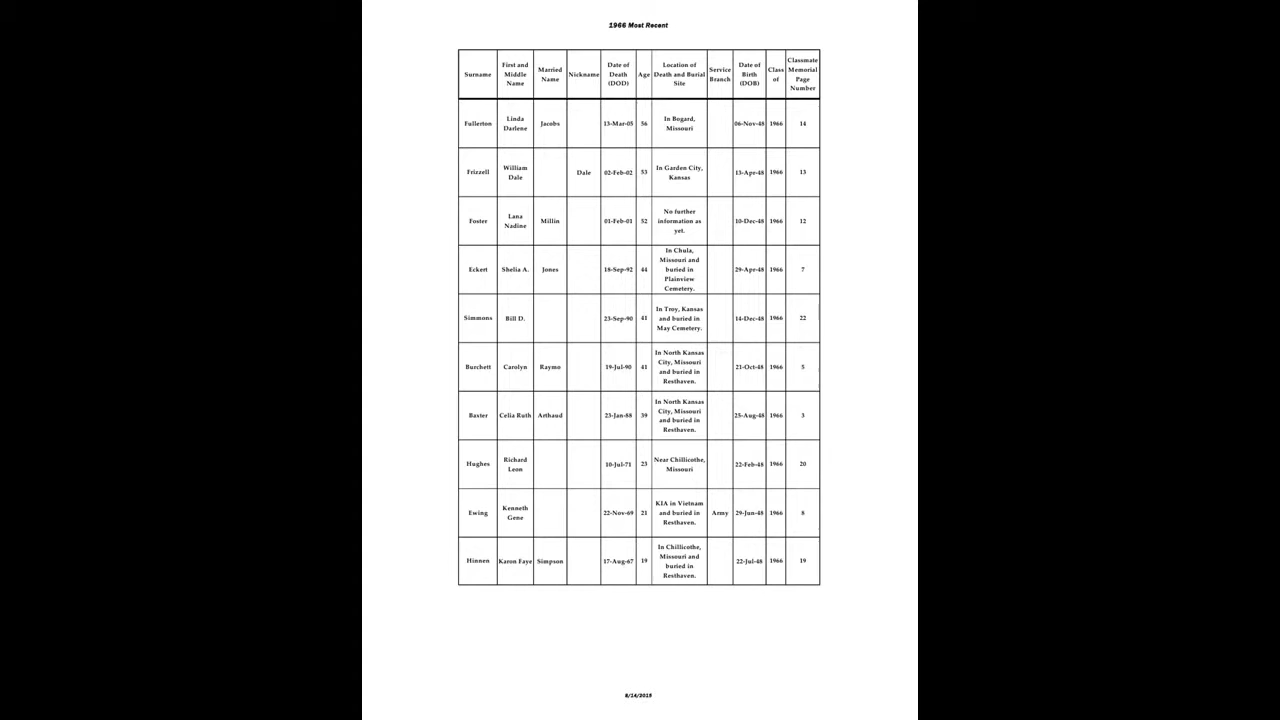 1966 Most Recent
Surname First and Middle Name Married Name Nickname Date of Death (DOD) Age Location of Death and Burial Site Service Branch Date of Birth (DOB) Class of Classmate Memorial Page Number
Fullerton Linda Darlene Jacobs 13-Mar-05 56 In Bogard, Missouri 06-Nov-48 1966 14
Frizzell William Dale Dale 02-Feb-02 53 In Garden City, Kansas 13-Apr-48 1966 13
Foster Lana Nadine Millin 01-Feb-01 52 No further information as yet. 10-Dec-48 1966 12
Eckert Shelia A. Jones 18-Sep-92 44 In Chula, Missouri and buried in Plainview Cemetery. 29-Apr-48 1966 7
Simmons Bill D. 23-Sep-90 41 In Troy, Kansas and buried in May Cemetery. 14-Dec-48 1966 22
Burchett Carolyn Raymo 19-Jul-90 41 In North Kansas City, Missouri and buried in Resthaven. 21-Oct-48 1966 5
Baxter Celia Ruth Arthaud 23-Jan-88 39 In North Kansas City, Missouri and buried in Resthaven. 25-Aug-48 1966 3
Hughes Richard Leon 10-Jul-71 23 Near Chillicothe, Missouri 22-Feb-48 1966 20
Ewing Kenneth Gene 22-Nov-69 21 KIA in Vietnam and buried in Resthaven. Army 29-Jun-48 1966 8
Hinnen Karon Faye Simpson 17-Aug-67 19 In Chillicothe, Missouri and buried in Resthaven. 22-Jul-48 1966 19
8/14/2015